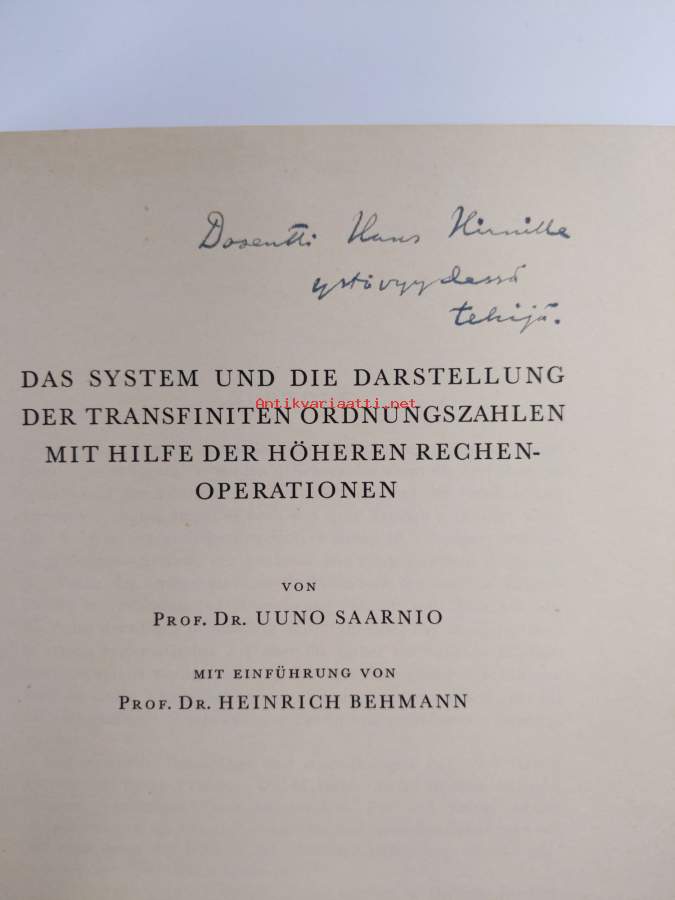 Dosentti Hans Hirnille
ystävyydessä
tekijä.
DAS SYSTEM UND DIE DARSTELLUNG
Antikvariaatti.net
DER TRANSFINITEN ORDNUNGSZAHLEN
MIT HILFE DER HÖHEREN RECHEN-
OPERATIONEN
VON
PROF. DR. UUNO SAARNIO
MIT EINFÜHRUNG VON
PROF. DR. HEINRICH BEHMANN